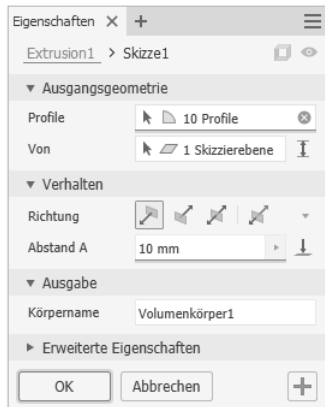 Eigenschaften × +
Extrusion1 > Skizze1
Ausgangsgeometrie
Profile 10 Profile
Von 1 Skizzierebene
Verhalten
Richtung
Abstand A 10 mm
Ausgabe
Körpername Volumenkörper1
Erweiterte Eigenschaften
OK Abbrechen +